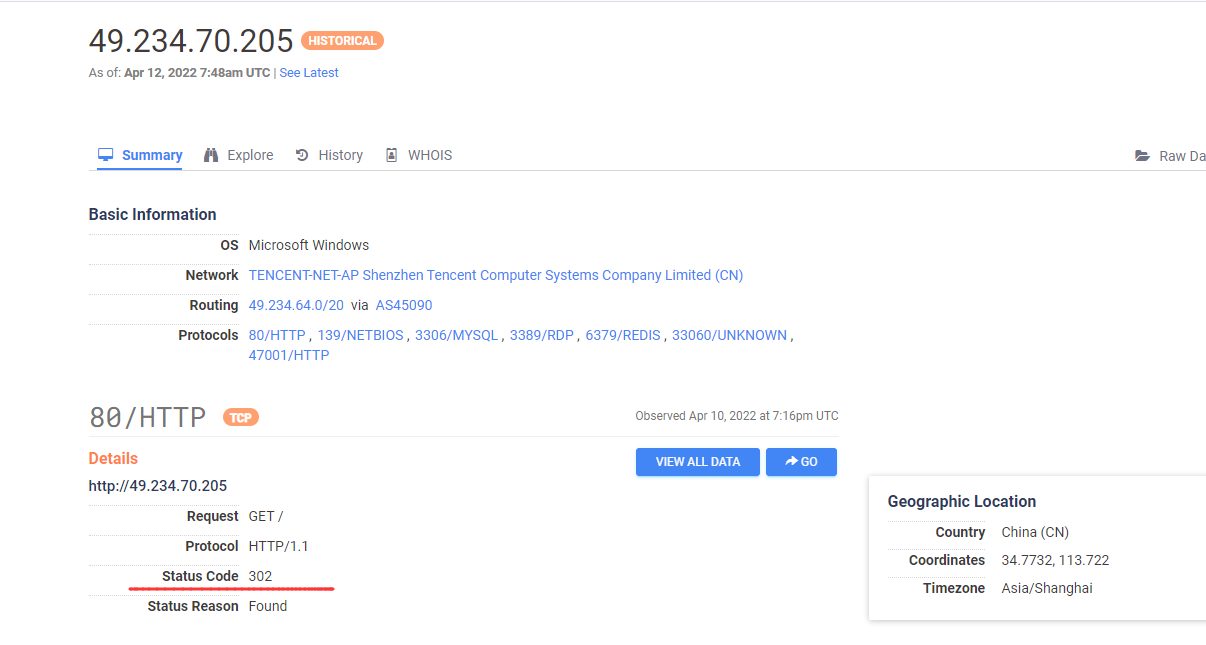 49.234.70.205 HISTORICAL
As of: Apr 12, 2022 7:48am UTC | See Latest
Summary Explore History WHOIS Raw Da
Basic Information
OS Microsoft Windows
Network TENCENT-NET-AP Shenzhen Tencent Computer Systems Company Limited (CN)
Routing 49.234.64.0/20 via AS45090
Protocols 80/HTTP , 139/NETBIOS , 3306/MYSQL , 3389/RDP , 6379/REDIS , 33060/UNKNOWN ,
47001/HTTP
80/HTTP TCP Observed Apr 10, 2022 at 7:16pm UTC
Details VIEW ALL DATA GO
http://49.234.70.205
Request GET /
Protocol HTTP/1.1
Status Code 302
Status Reason Found
Geographic Location
Country China (CN)
Coordinates 34.7732, 113.722
Timezone Asia/Shanghai